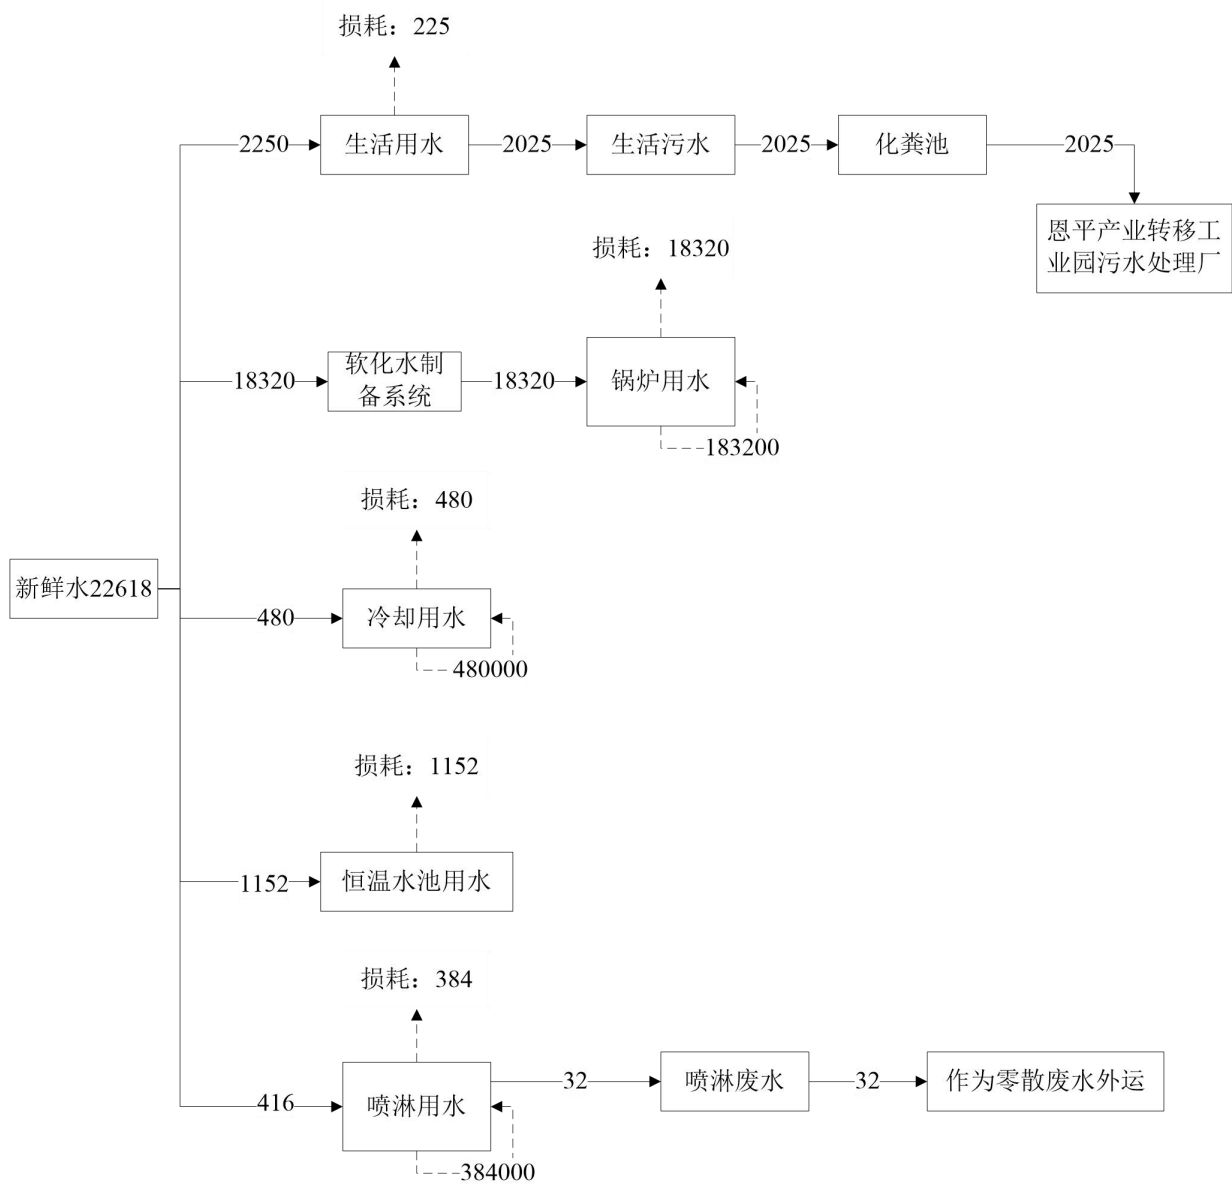 损耗：225
2250
生活用水
2025
生活污水
2025
化粪池
2025
恩平产业转移工
业园污水处理厂
损耗：18320
18320
软化水制
备系统
18320
锅炉用水
183200
损耗：480
新鲜水22618
480
冷却用水
480000
损耗：1152
1152
恒温水池用水
损耗：384
416
喷淋用水
32
喷淋废水
32
作为零散废水外运
384000